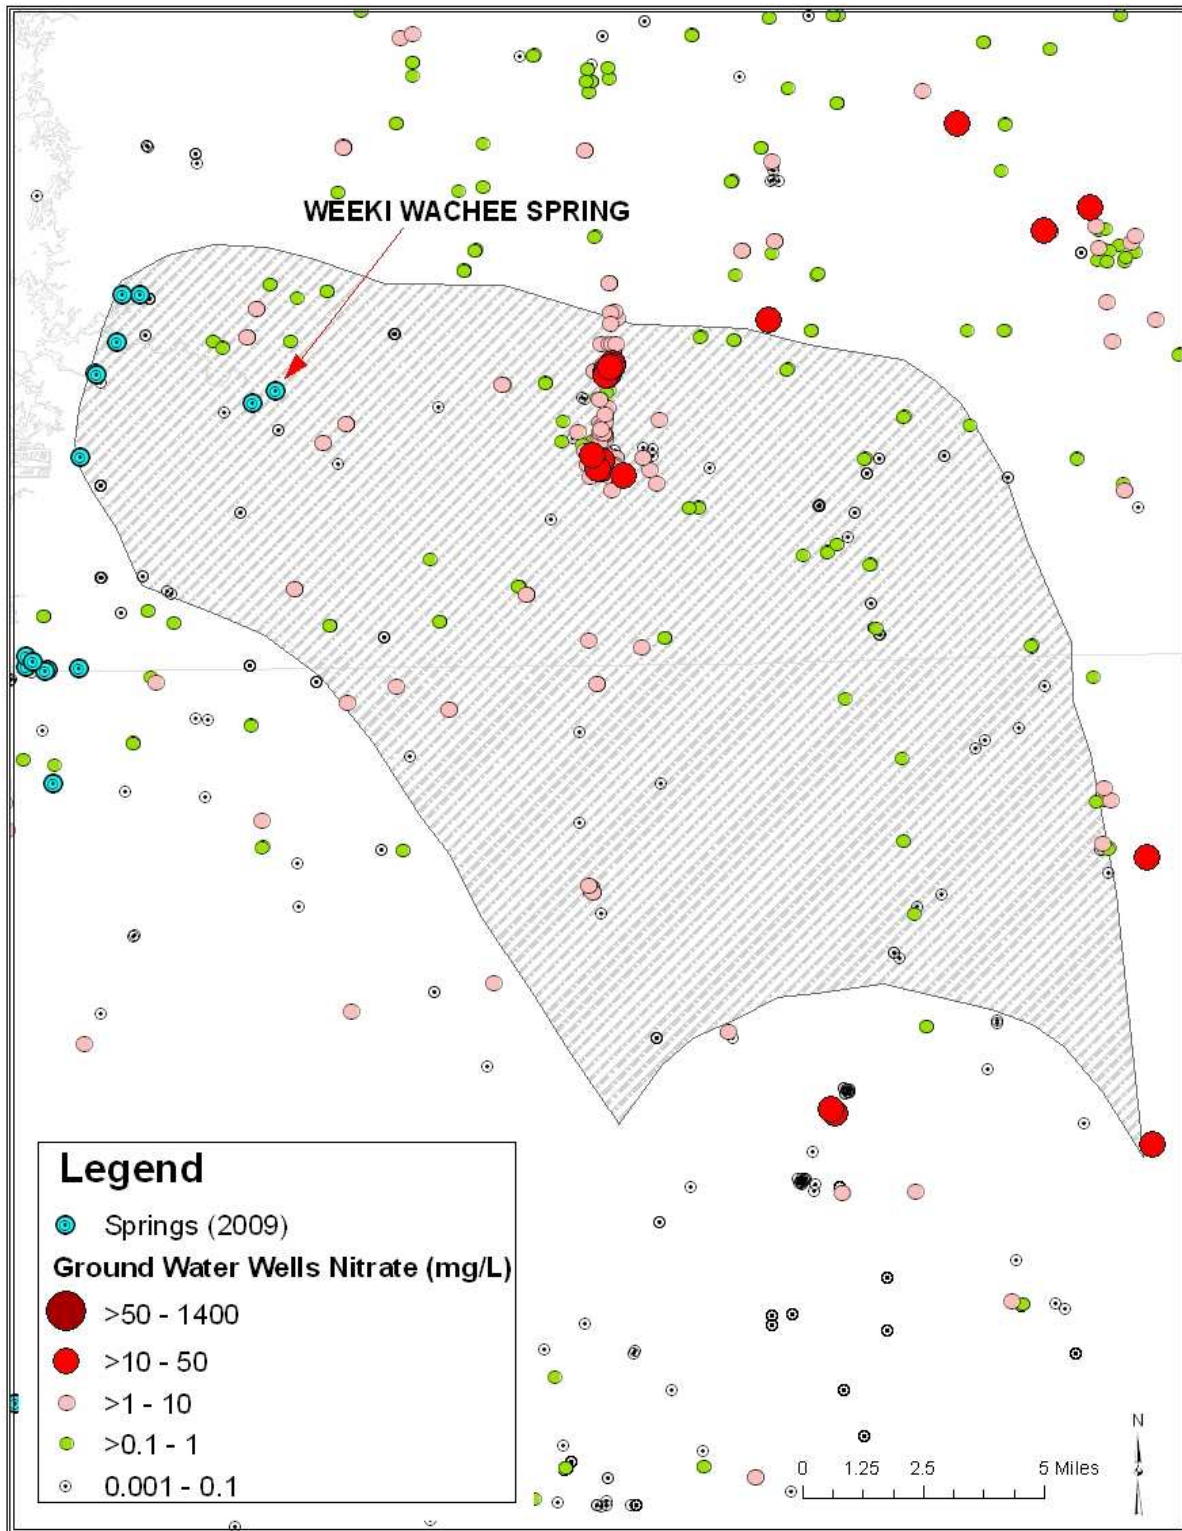 WEEKI WACHEE SPRING
Legend
Springs (2009)
Ground Water Wells Nitrate (mg/L)
>50 - 1400
>10 - 50
>1 - 10
>0.1 - 1
0.001 - 0.1
N
0 1.25 2.5 5 Miles